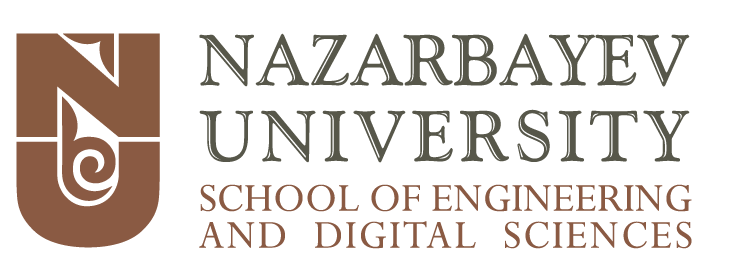 NAZARBAYEV
UNIVERSITY
SCHOOL OF ENGINEERING
AND DIGITAL SCIENCES